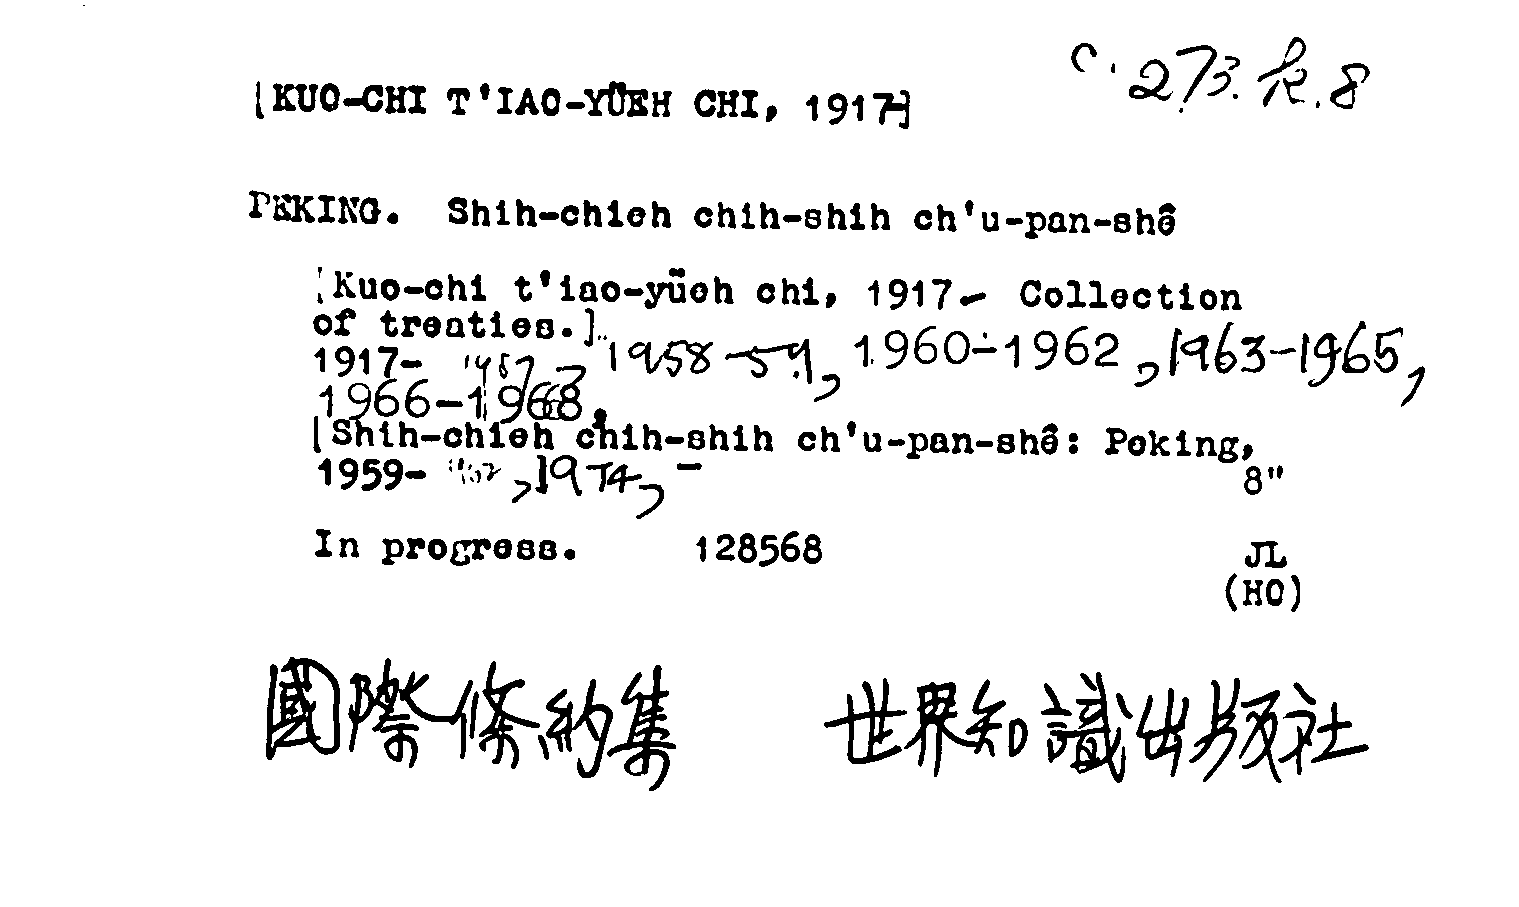 C. 273. k. 8
[KUO-CHI T'IAO-YÜEH CHI, 1917-]
PEKING. Shih-chieh chih-shih ch'u-pan-shê
[Kuo-chi t'iao-yüeh chi, 1917- Collection
of treaties.]
1917- 1957, 1958-59, 1960-1962, 1963-1965,
1966-1968.
[Shih-chieh chih-shih ch'u-pan-shê: Peking,
1959- , 1974, -
8"
In progress. 128568 JL
(HC)
國際條約集 世界知識出版社